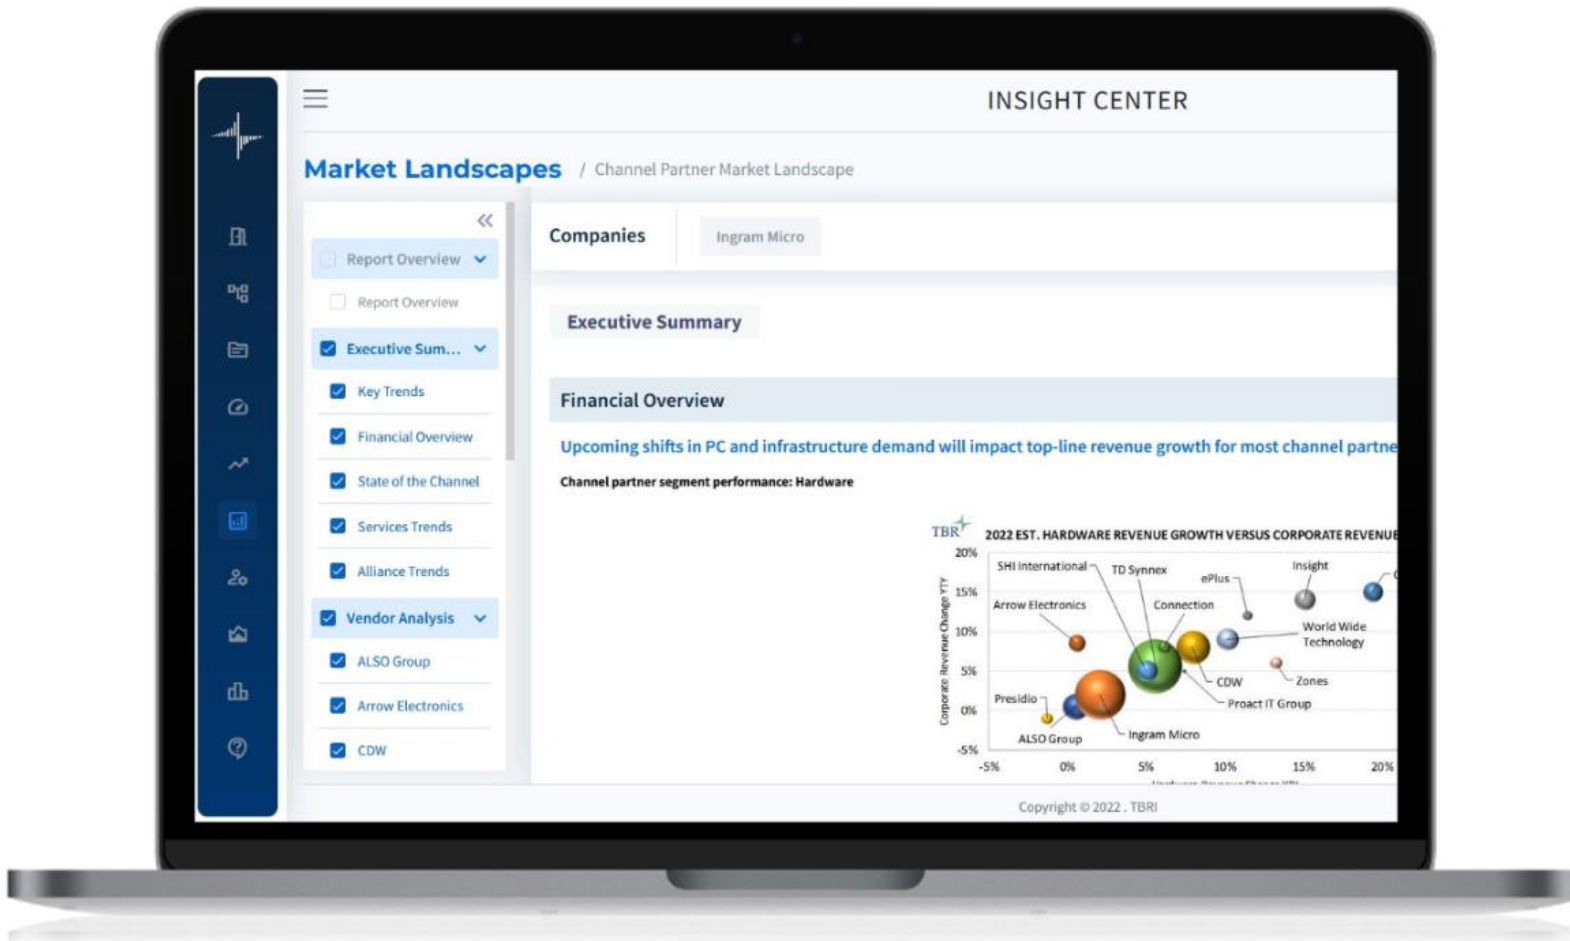 INSIGHT CENTER
Market Landscapes / Channel Partner Market Landscape
Report Overview
Report Overview
Executive Sum...
Key Trends
Financial Overview
State of the Channel
Services Trends
Alliance Trends
Vendor Analysis
ALSO Group
Arrow Electronics
CDW
Companies
Ingram Micro
Executive Summary
Financial Overview
Upcoming shifts in PC and infrastructure demand will impact top-line revenue growth for most channel partne
Channel partner segment performance: Hardware
TBR
2022 EST. HARDWARE REVENUE GROWTH VERSUS CORPORATE REVENUE
Corporate Revenue Change YTY
20%
15%
10%
5%
0%
-5%
SHI International
TD Synnex
ePlus
Insight
Arrow Electronics
Connection
World Wide
Technology
CDW
Zones
Presidio
Proact IT Group
ALSO Group
Ingram Micro
-5%
0%
5%
10%
15%
20%
Copyright © 2022 . TBRI